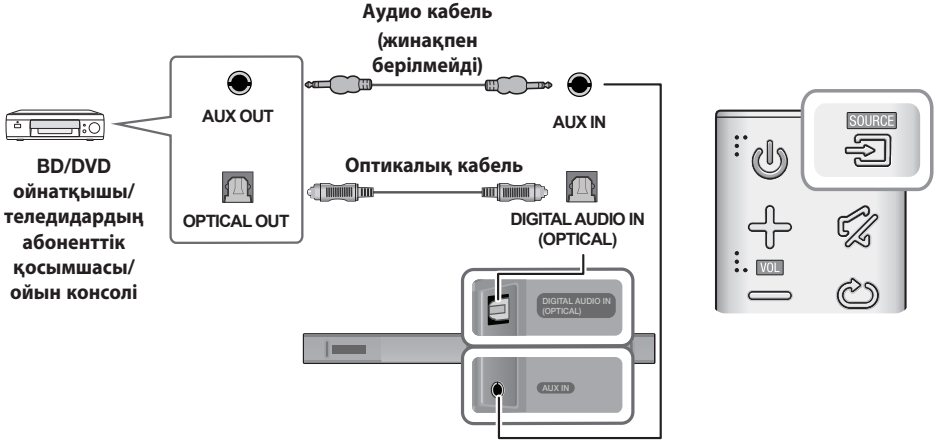 Аудио кабель
(жинақпен
берілмейді)
AUX OUT
AUX IN
SOURCE
BD/DVD
ойнатқышы/
теледидардың
абоненттік
қосымшасы/
ойын консолі
Оптикалық кабель
OPTICAL OUT
DIGITAL AUDIO IN
(OPTICAL)
VOL
DIGITAL AUDIO IN
(OPTICAL)
AUX IN